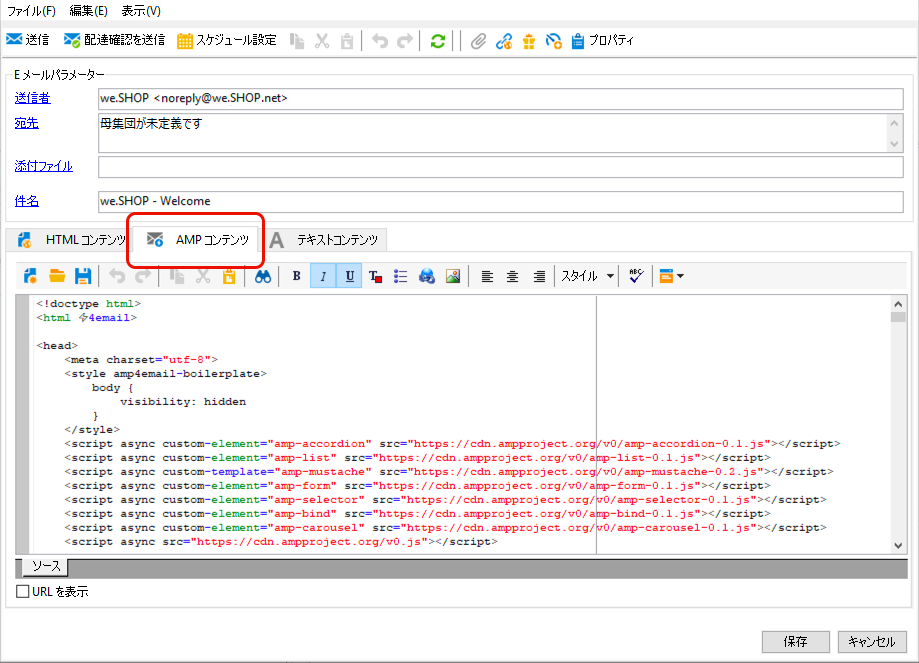 ファイル(F) 編集(E) 表示(V)
送信 配達確認を送信 スケジュール設定 プロパティ
Eメールパラメーター
送信者 we.SHOP <noreply@we.SHOP.net>
宛先 母集団が未定義です
添付ファイル
件名 we.SHOP - Welcome
HTML コンテンツ AMP コンテンツ A テキストコンテンツ
B I U T スタイル ABC
<!doctype html>
<html ⚡4email>
<head>
<meta charset="utf-8">
<style amp4email-boilerplate>
body {
visibility: hidden
}
</style>
<script async custom-element="amp-accordion" src="https://cdn.ampproject.org/v0/amp-accordion-0.1.js"></script>
<script async custom-element="amp-list" src="https://cdn.ampproject.org/v0/amp-list-0.1.js"></script>
<script async custom-template="amp-mustache" src="https://cdn.ampproject.org/v0/amp-mustache-0.2.js"></script>
<script async custom-element="amp-form" src="https://cdn.ampproject.org/v0/amp-form-0.1.js"></script>
<script async custom-element="amp-selector" src="https://cdn.ampproject.org/v0/amp-selector-0.1.js"></script>
<script async custom-element="amp-bind" src="https://cdn.ampproject.org/v0/amp-bind-0.1.js"></script>
<script async custom-element="amp-carousel" src="https://cdn.ampproject.org/v0/amp-carousel-0.1.js"></script>
<script async src="https://cdn.ampproject.org/v0.js"></script>
ソース
URL を表示
保存 キャンセル